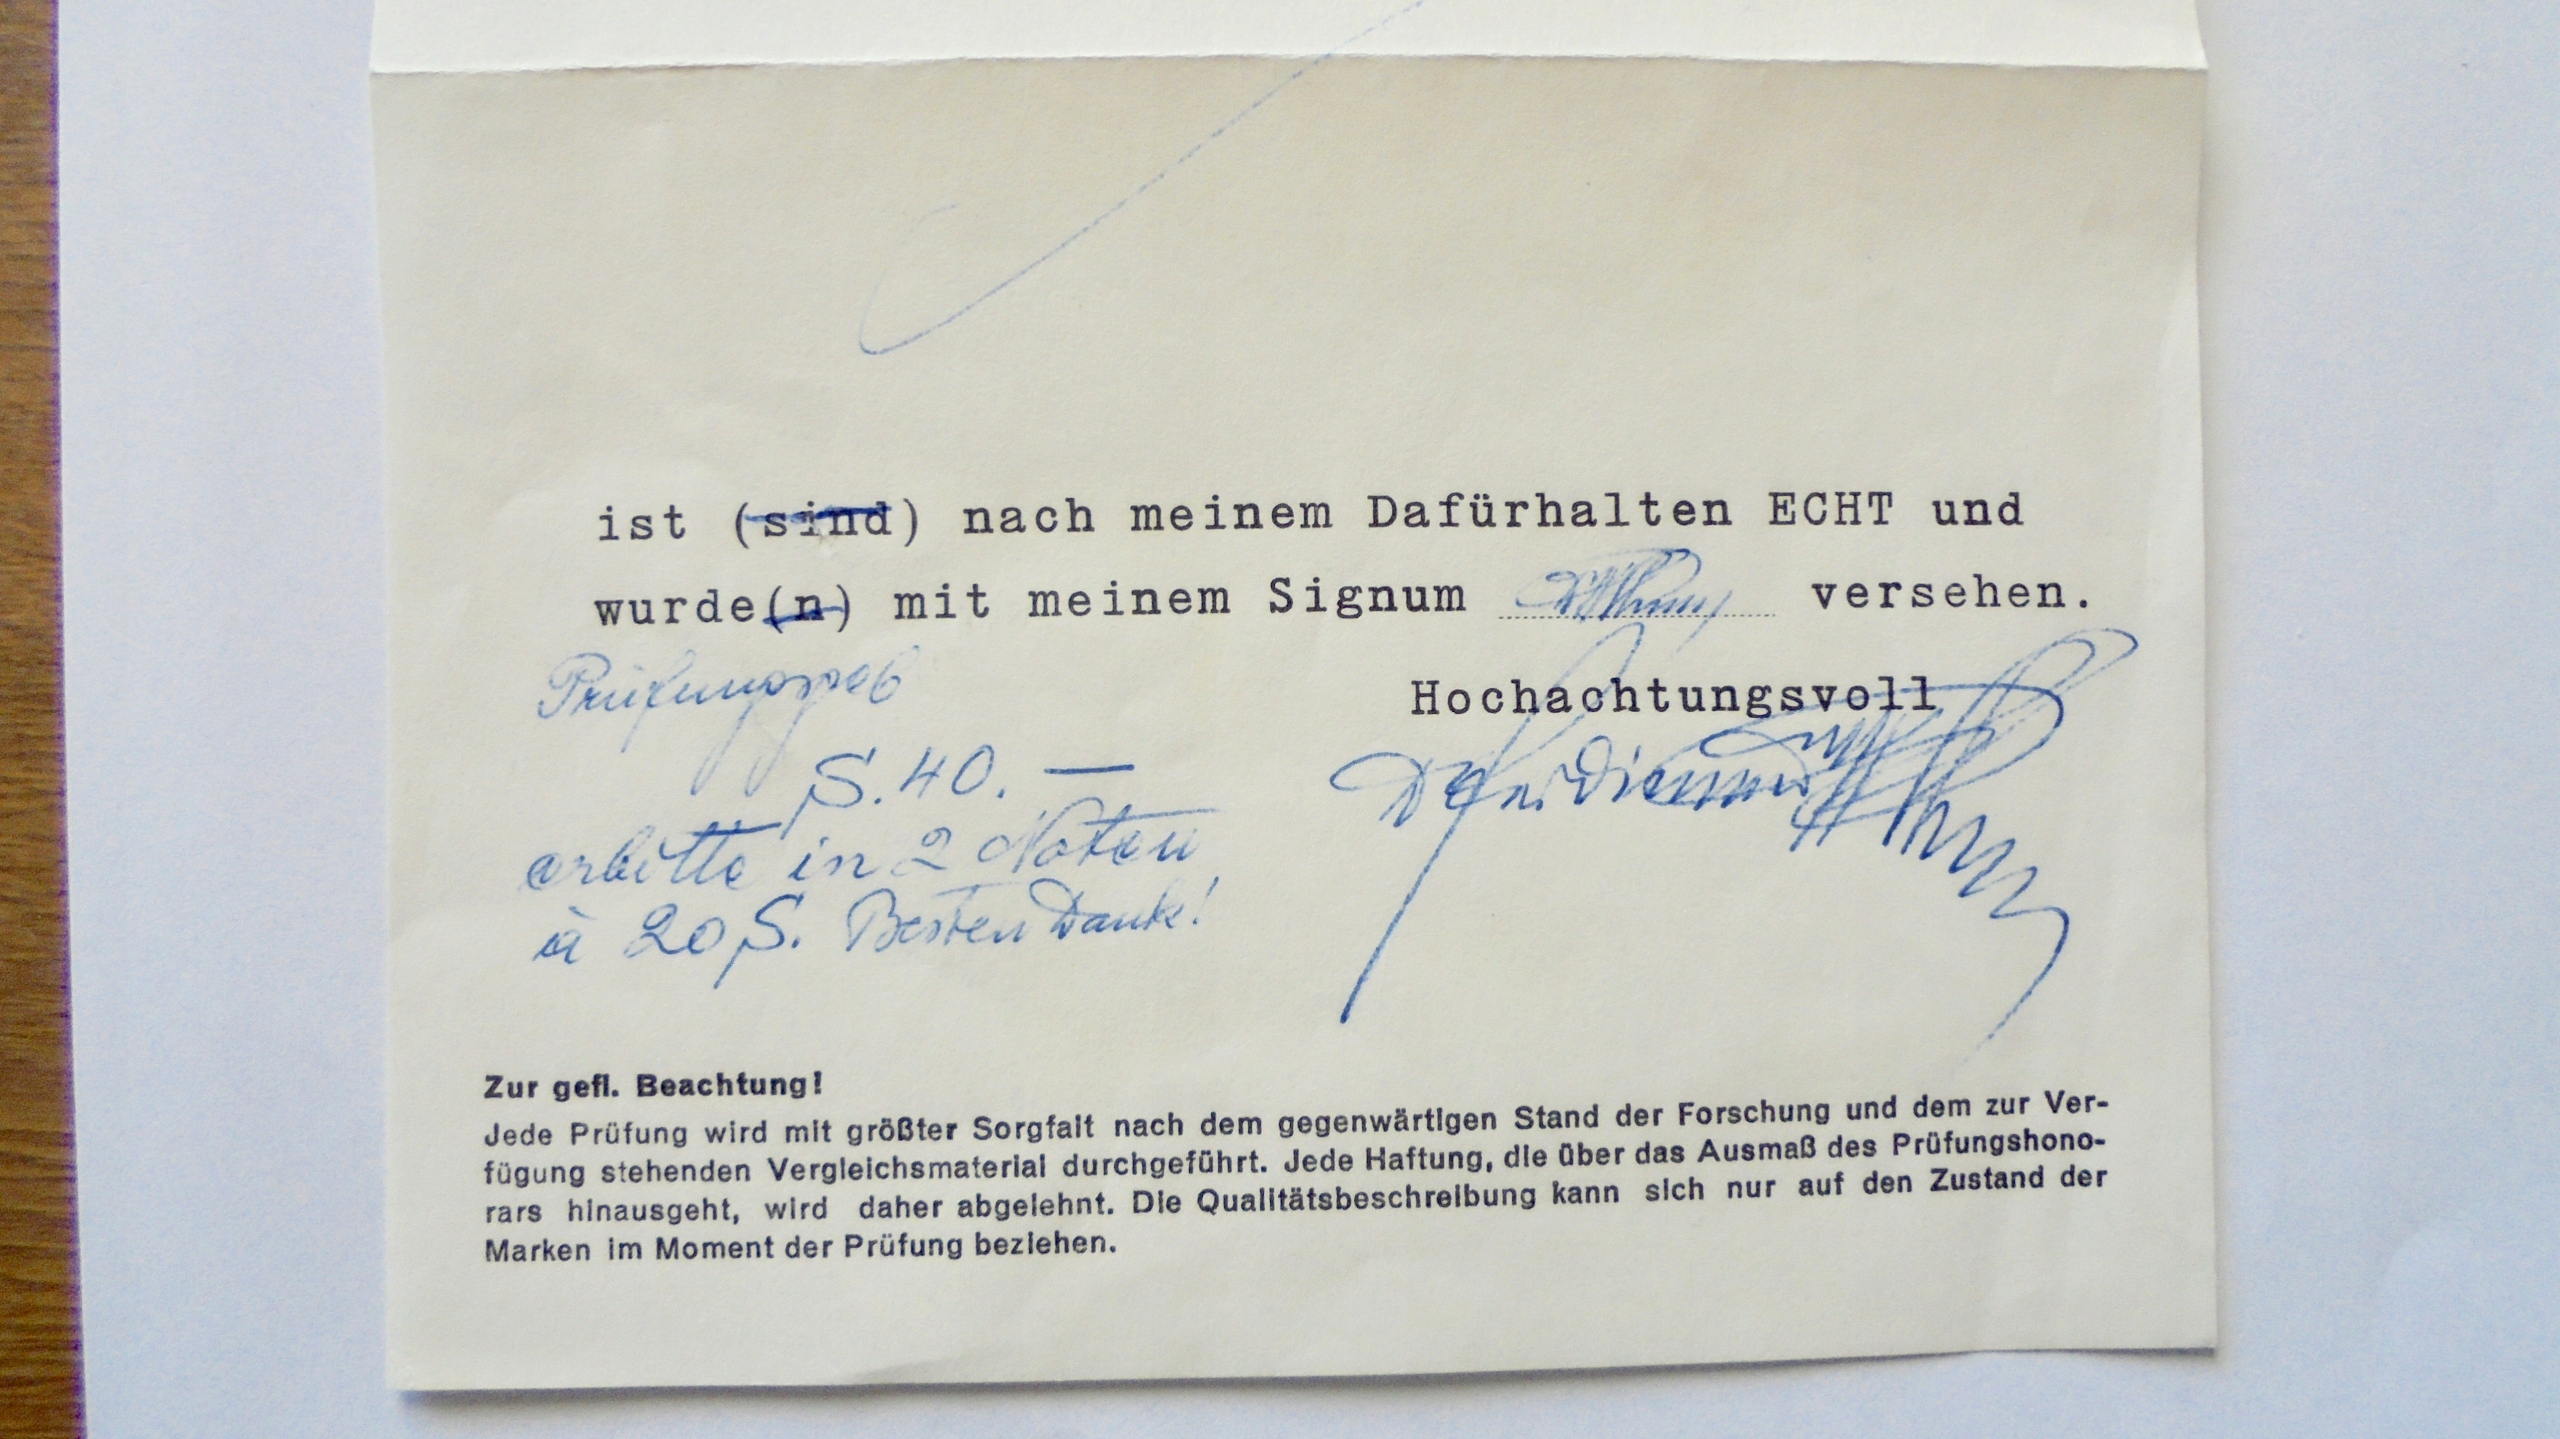 ist (sind) nach meinem Dafürhalten ECHT und
wurde(n) mit meinem Signum versehen.
Prüfungsgeb
Hochachtungsvoll
S. 40. —
erbitte in 2 Noten
à 20 S. Besten Dank!
Zur gefl. Beachtung!
Jede Prüfung wird mit größter Sorgfalt nach dem gegenwärtigen Stand der Forschung und dem zur Ver-
fügung stehenden Vergleichsmaterial durchgeführt. Jede Haftung, die über das Ausmaß des Prüfungshono-
rars hinausgeht, wird daher abgelehnt. Die Qualitätsbeschreibung kann sich nur auf den Zustand der
Marken im Moment der Prüfung beziehen.